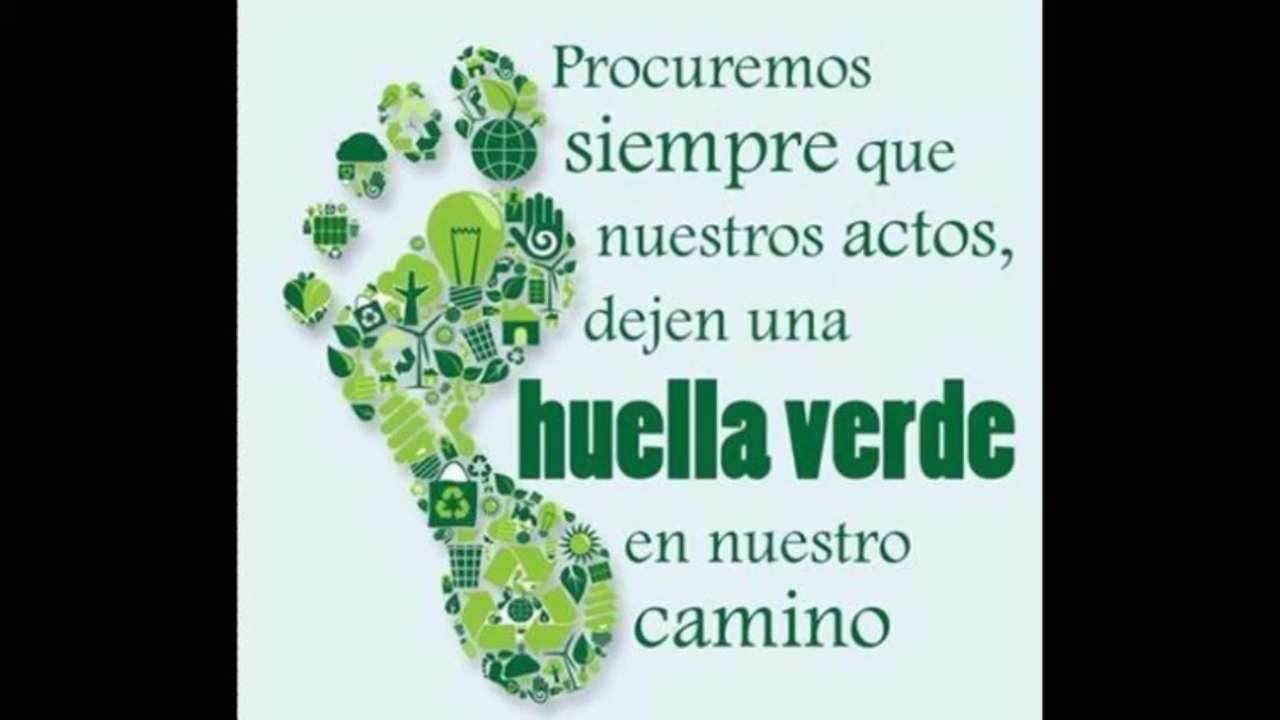 Procuremos
siempre que
nuestros actos,
dejen una
huella verde
en nuestro
camino